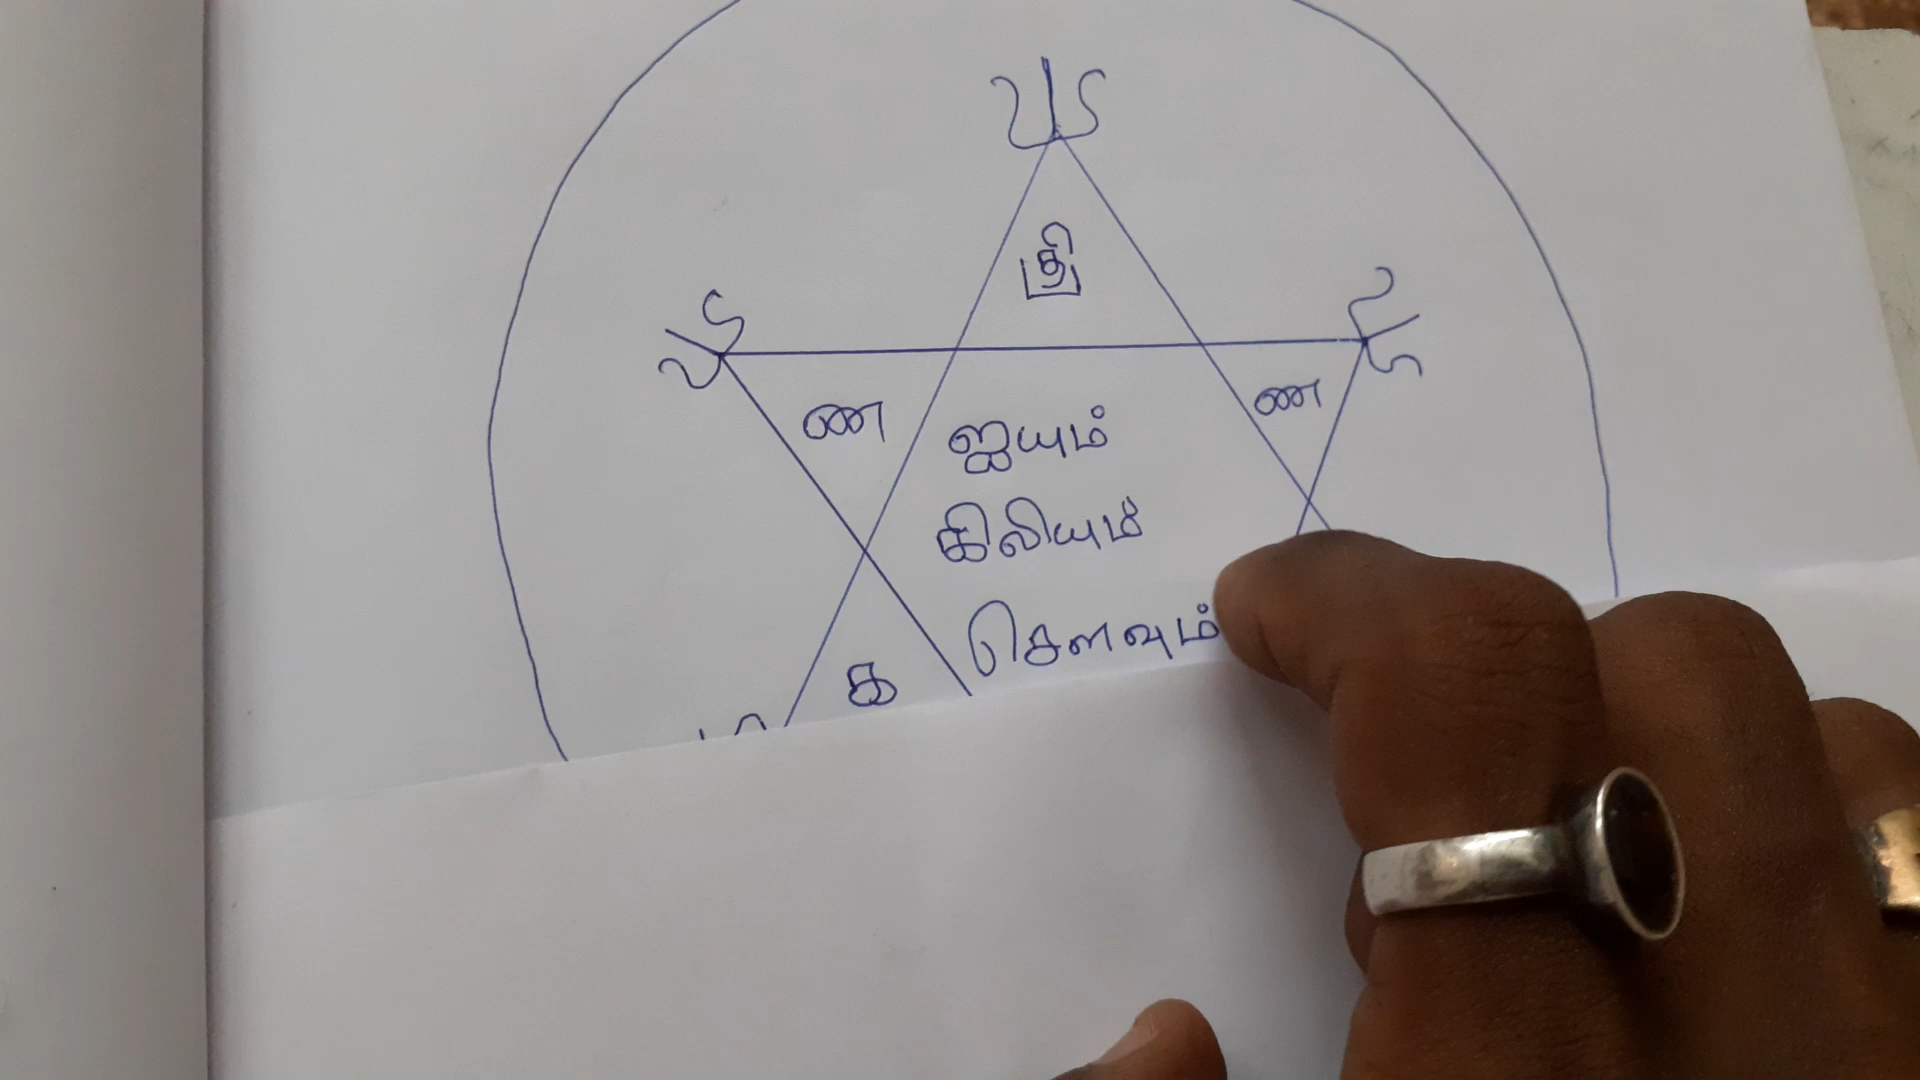 தி
ண ண
ஐயும்
கிலியும்
சௌவும்
க